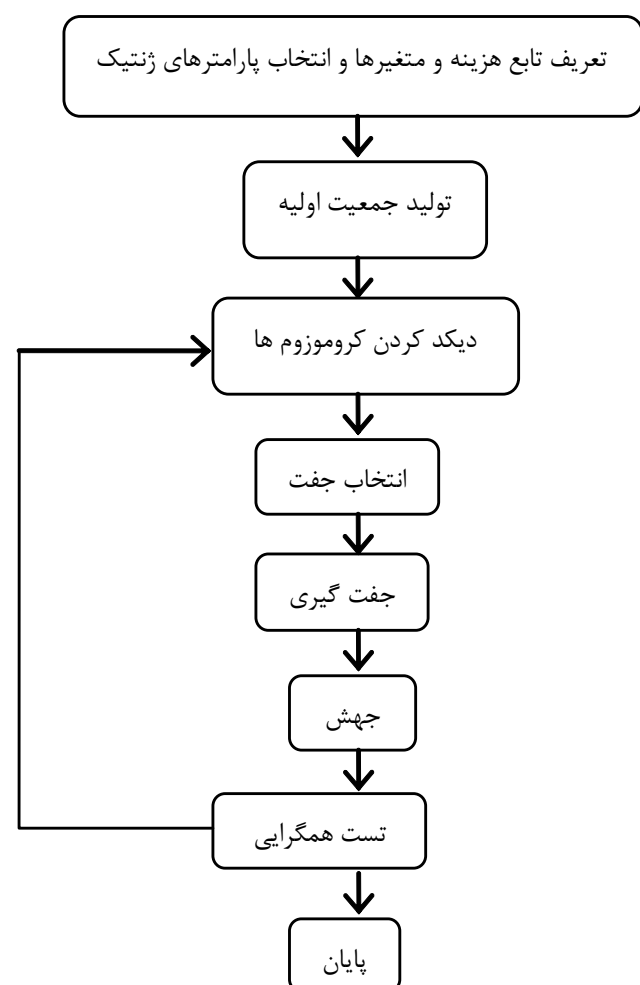 تعریف تابع هزینه و متغیرها و انتخاب پارامترهای ژنتیک
تولید جمعیت اولیه
دیکد کردن کروموزوم ها
انتخاب جفت
جفت گیری
جهش
تست همگرایی
پایان